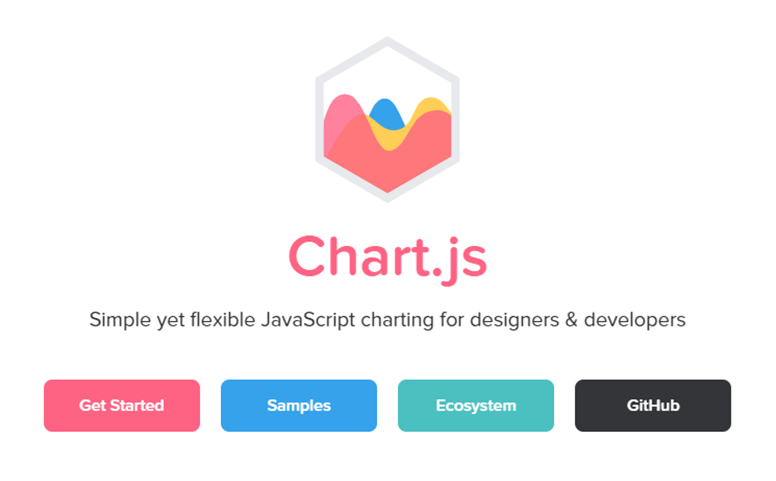 Chart.js
Simple yet flexible JavaScript charting for designers & developers
Get Started
Samples
Ecosystem
GitHub